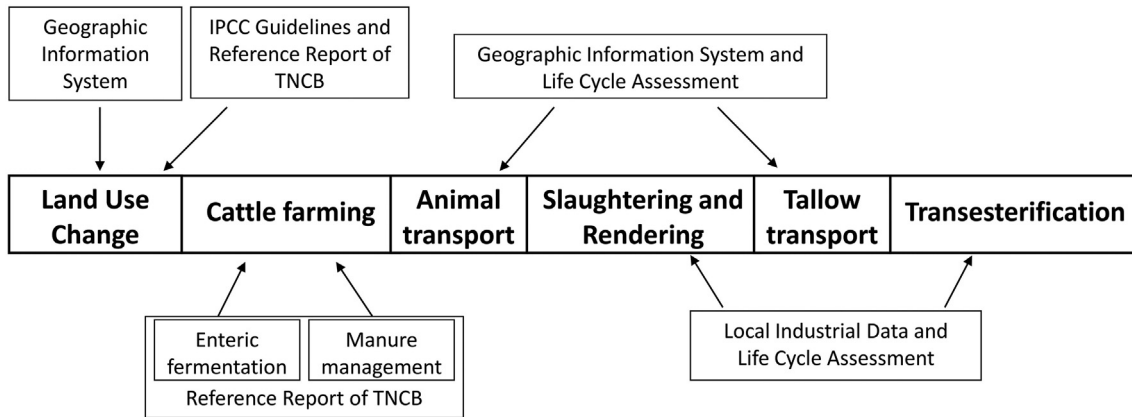 Geographic
Information
System
IPCC Guidelines and
Reference Report of
TNCB
Geographic Information System and
Life Cycle Assessment
Land Use
Change
Cattle farming
Animal
transport
Slaughtering and
Rendering
Tallow
transport
Transesterification
Enteric
fermentation
Manure
management
Reference Report of TNCB
Local Industrial Data and
Life Cycle Assessment